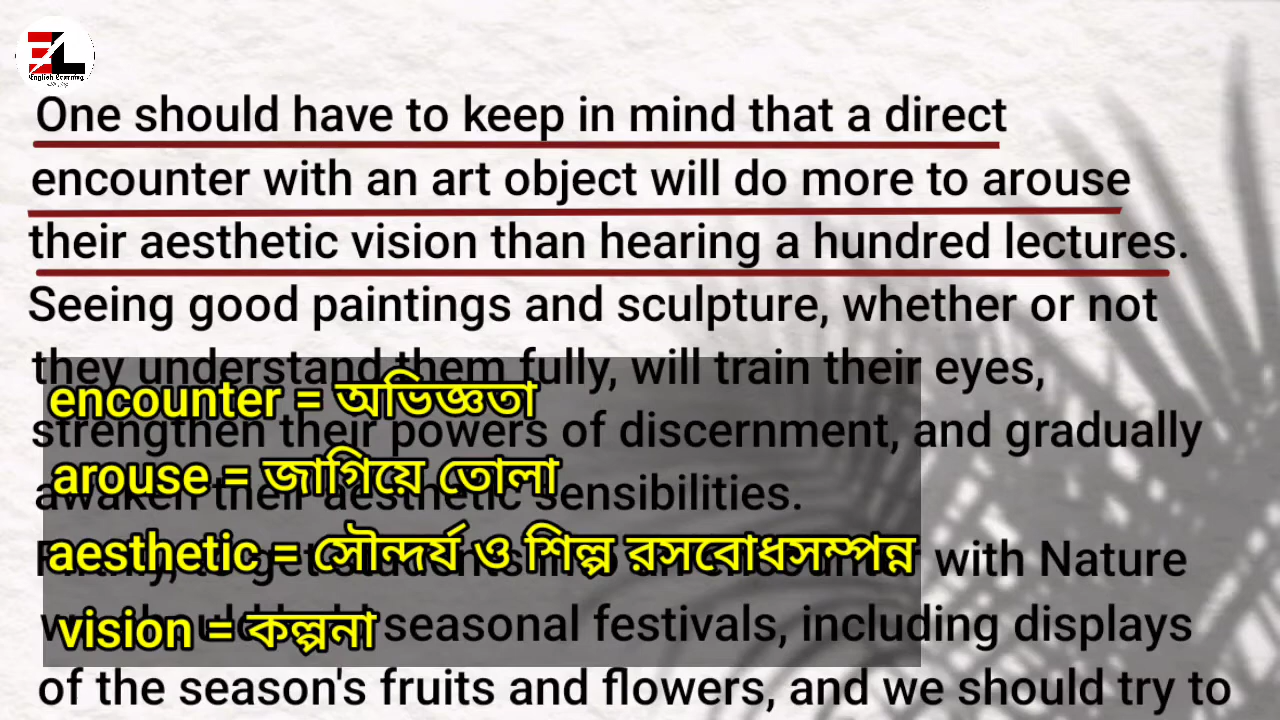 English Learning
One should have to keep in mind that a direct
encounter with an art object will do more to arouse
their aesthetic vision than hearing a hundred lectures.
Seeing good paintings and sculpture, whether or not
they understand them fully, will train their eyes,
strengthen their powers of discernment, and gradually
awaken their aesthetic sensibilities.
with Nature
seasonal festivals, including displays
of the season's fruits and flowers, and we should try to
encounter = অভিজ্ঞতা
arouse = জাগিয়ে তোলা
aesthetic = সৌন্দর্য ও শিল্প রসবোধসম্পন্ন
vision = কল্পনা